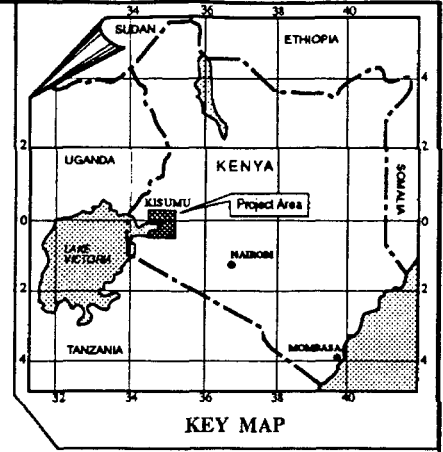 34 36 38 40
SUDAN
ETHIOPIA
4 4
2 2
UGANDA KENYA
SOMALIA
KISUMU
Project Area
0 0
LAKE
VICTORIA
NAIROBI
2 2
TANZANIA
MOMBASA
4 4
32 34 36 38 40
KEY MAP